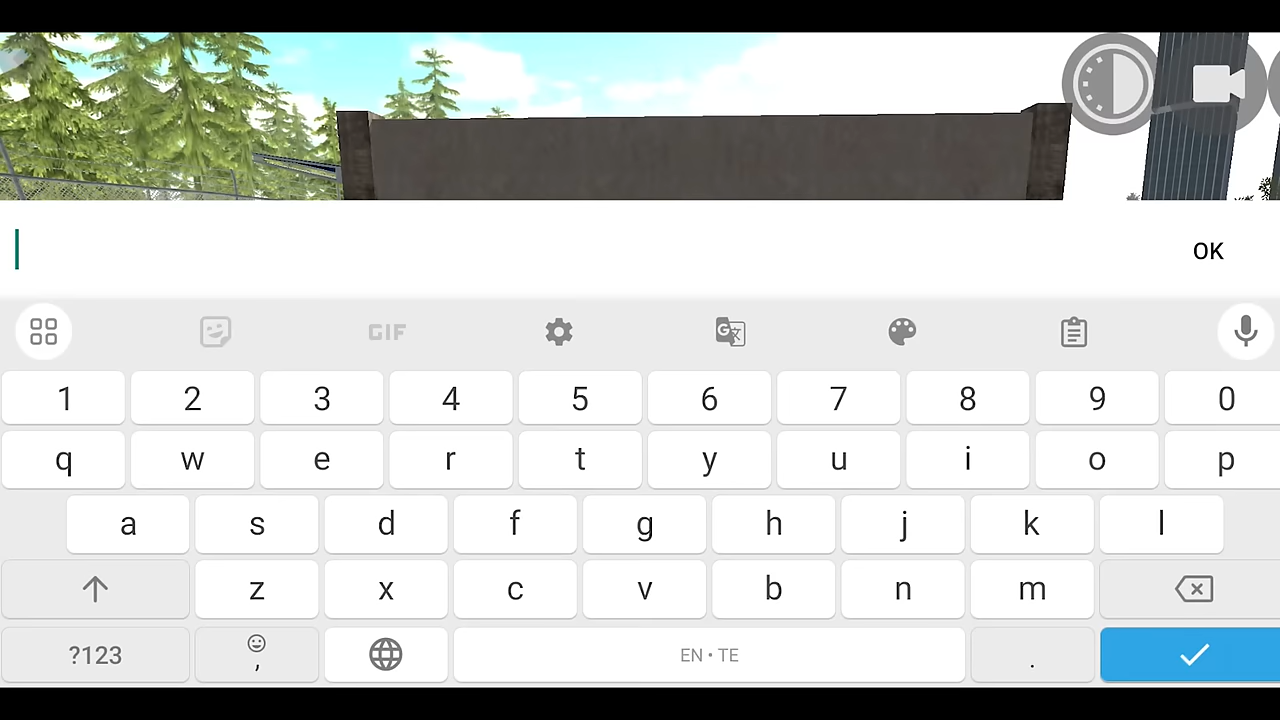 OK
GIF
1 2 3 4 5 6 7 8 9 0
q w e r t y u i o p
a s d f g h j k l
z x c v b n m
?123 , EN • TE .